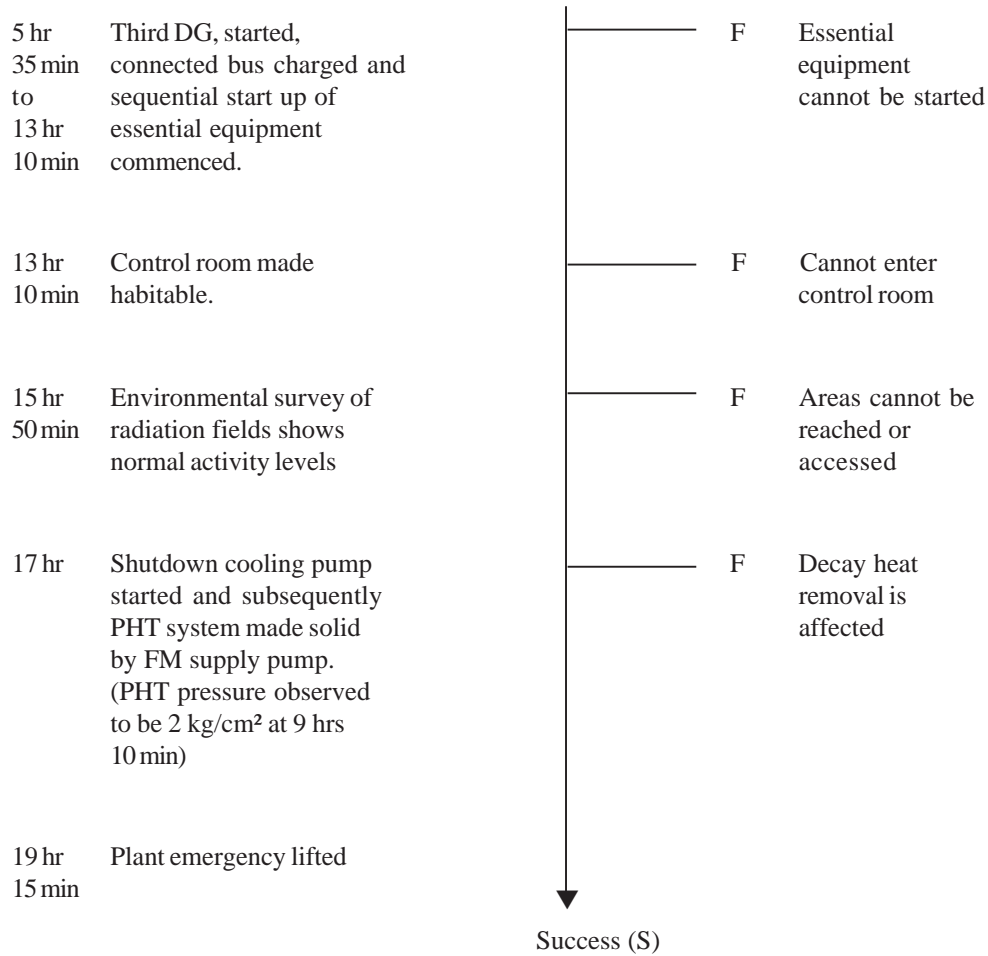 5 hr Third DG, started, F Essential
35 min connected bus charged and equipment
to sequential start up of cannot be started
13 hr essential equipment
10 min commenced.
13 hr Control room made F Cannot enter
10 min habitable. control room
15 hr Environmental survey of F Areas cannot be
50 min radiation fields shows reached or
normal activity levels accessed
17 hr Shutdown cooling pump F Decay heat
started and subsequently removal is
PHT system made solid affected
by FM supply pump.
(PHT pressure observed
to be 2 kg/cm² at 9 hrs
10 min)
19 hr Plant emergency lifted
15 min
Success (S)